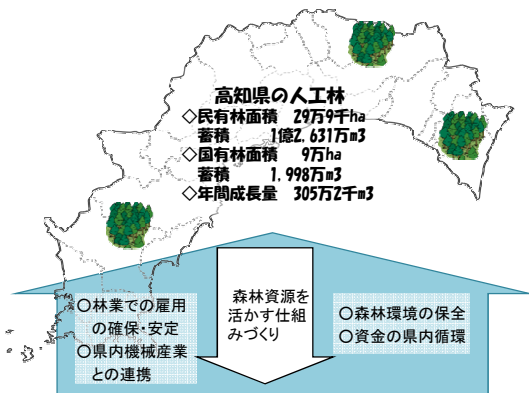 高知県の人工林
◇民有林面積 29万9千ha
蓄積 1億2,631万m3
◇国有林面積 9万ha
蓄積 1,998万m3
◇年間成長量 305万2千m3
○林業での雇用
の確保・安定
○県内機械産業
との連携
森林資源を
活かす仕組
みづくり
○森林環境の保全
○資金の県内循環